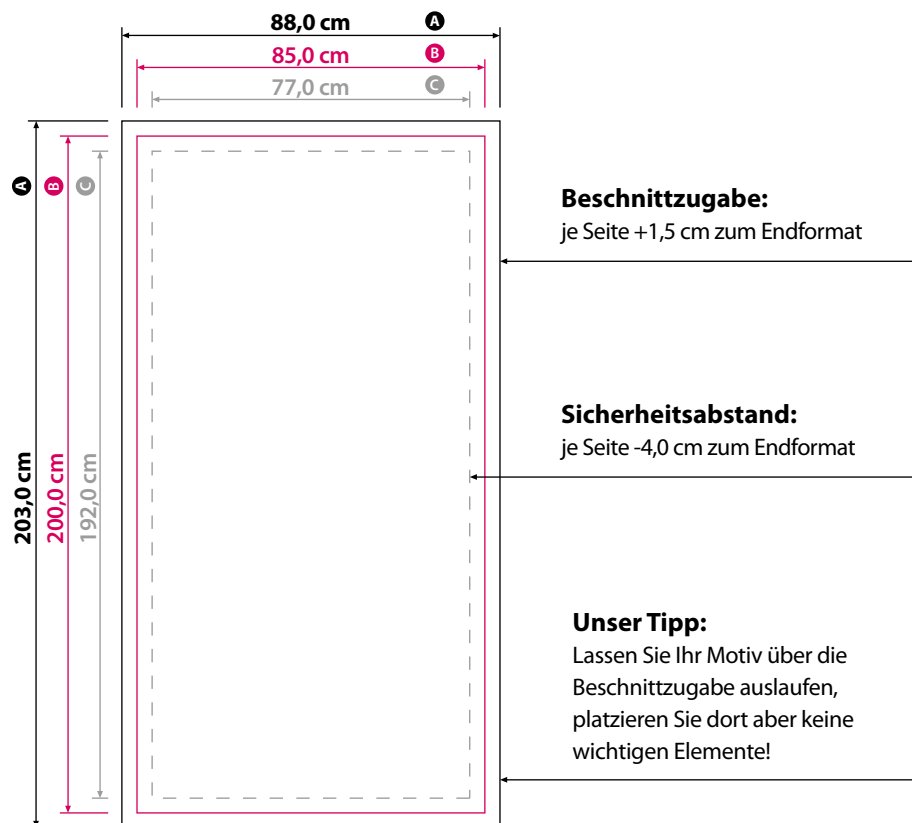 88,0 cm A
85,0 cm B
77,0 cm C
A B C
203,0 cm
200,0 cm
192,0 cm
Beschnittzugabe:
je Seite +1,5 cm zum Endformat
Sicherheitsabstand:
je Seite -4,0 cm zum Endformat
Unser Tipp:
Lassen Sie Ihr Motiv über die
Beschnittzugabe auslaufen,
platzieren Sie dort aber keine
wichtigen Elemente!